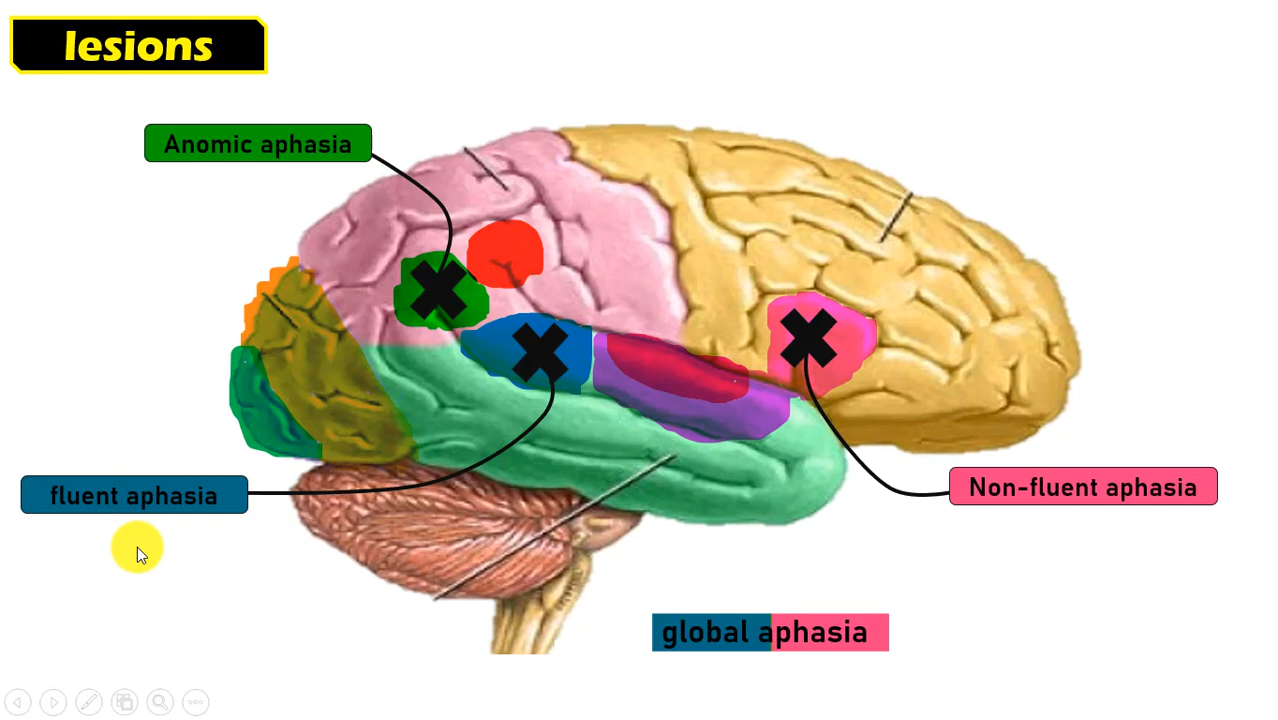 lesions
Anomic aphasia
fluent aphasia
Non-fluent aphasia
global aphasia